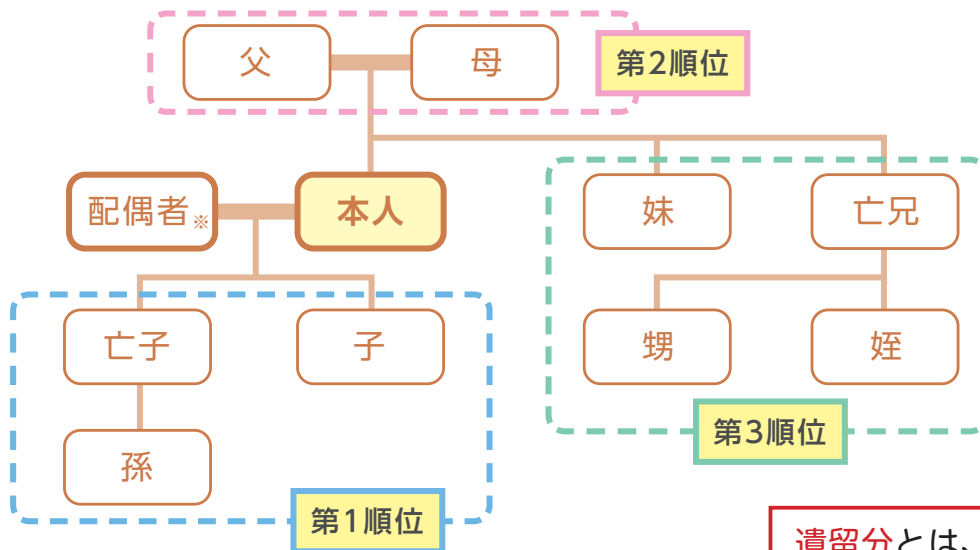 父
母
第2順位
配偶者※
本人
妹
亡兄
亡子
子
甥
姪
孫
第3順位
第1順位
遺留分とは、